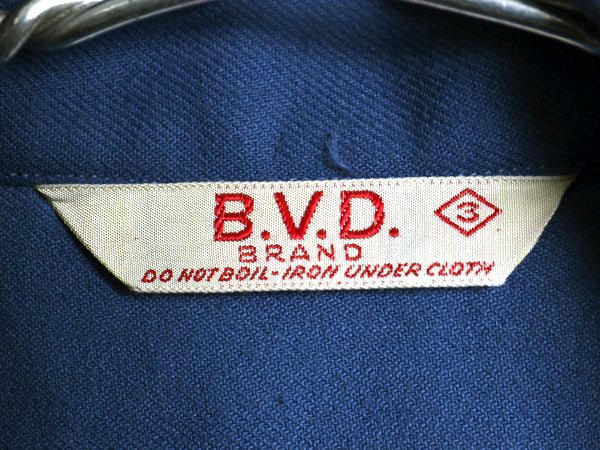 B.V.D. 3
BRAND
DO NOT BOIL-IRON UNDER CLOTH